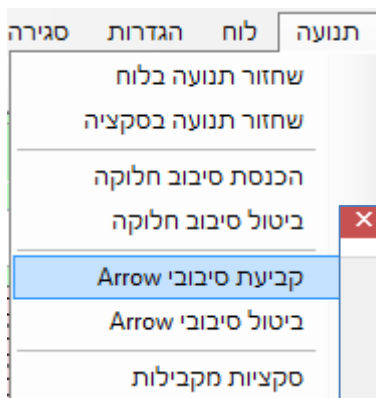 תנועה לוח הגדרות סגירה
שחזור תנועה בלוח
שחזור תנועה בסקציה
הכנסת סיבוב חלוקה
ביטול סיבוב חלוקה
קביעת סיבובי Arrow
ביטול סיבובי Arrow
סקציות מקבילות